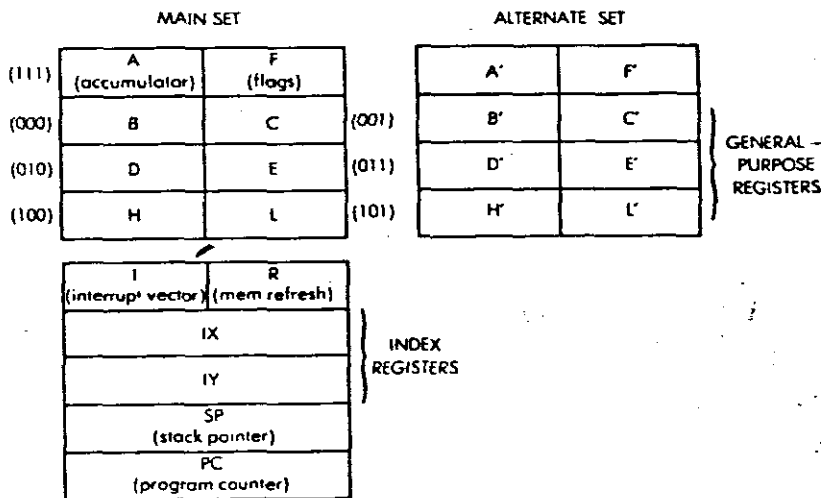 MAIN SET
ALTERNATE SET
(111)
A
(accumulator)
F
(flags)
A'
F'
(000)
B
C
(001)
B'
C'
(010)
D
E
(011)
D'
E'
(100)
H
L
(101)
H'
L'
GENERAL –
PURPOSE
REGISTERS
I
(interrupt vector)
R
(mem refresh)
IX
IY
INDEX
REGISTERS
SP
(stack pointer)
PC
(program counter)